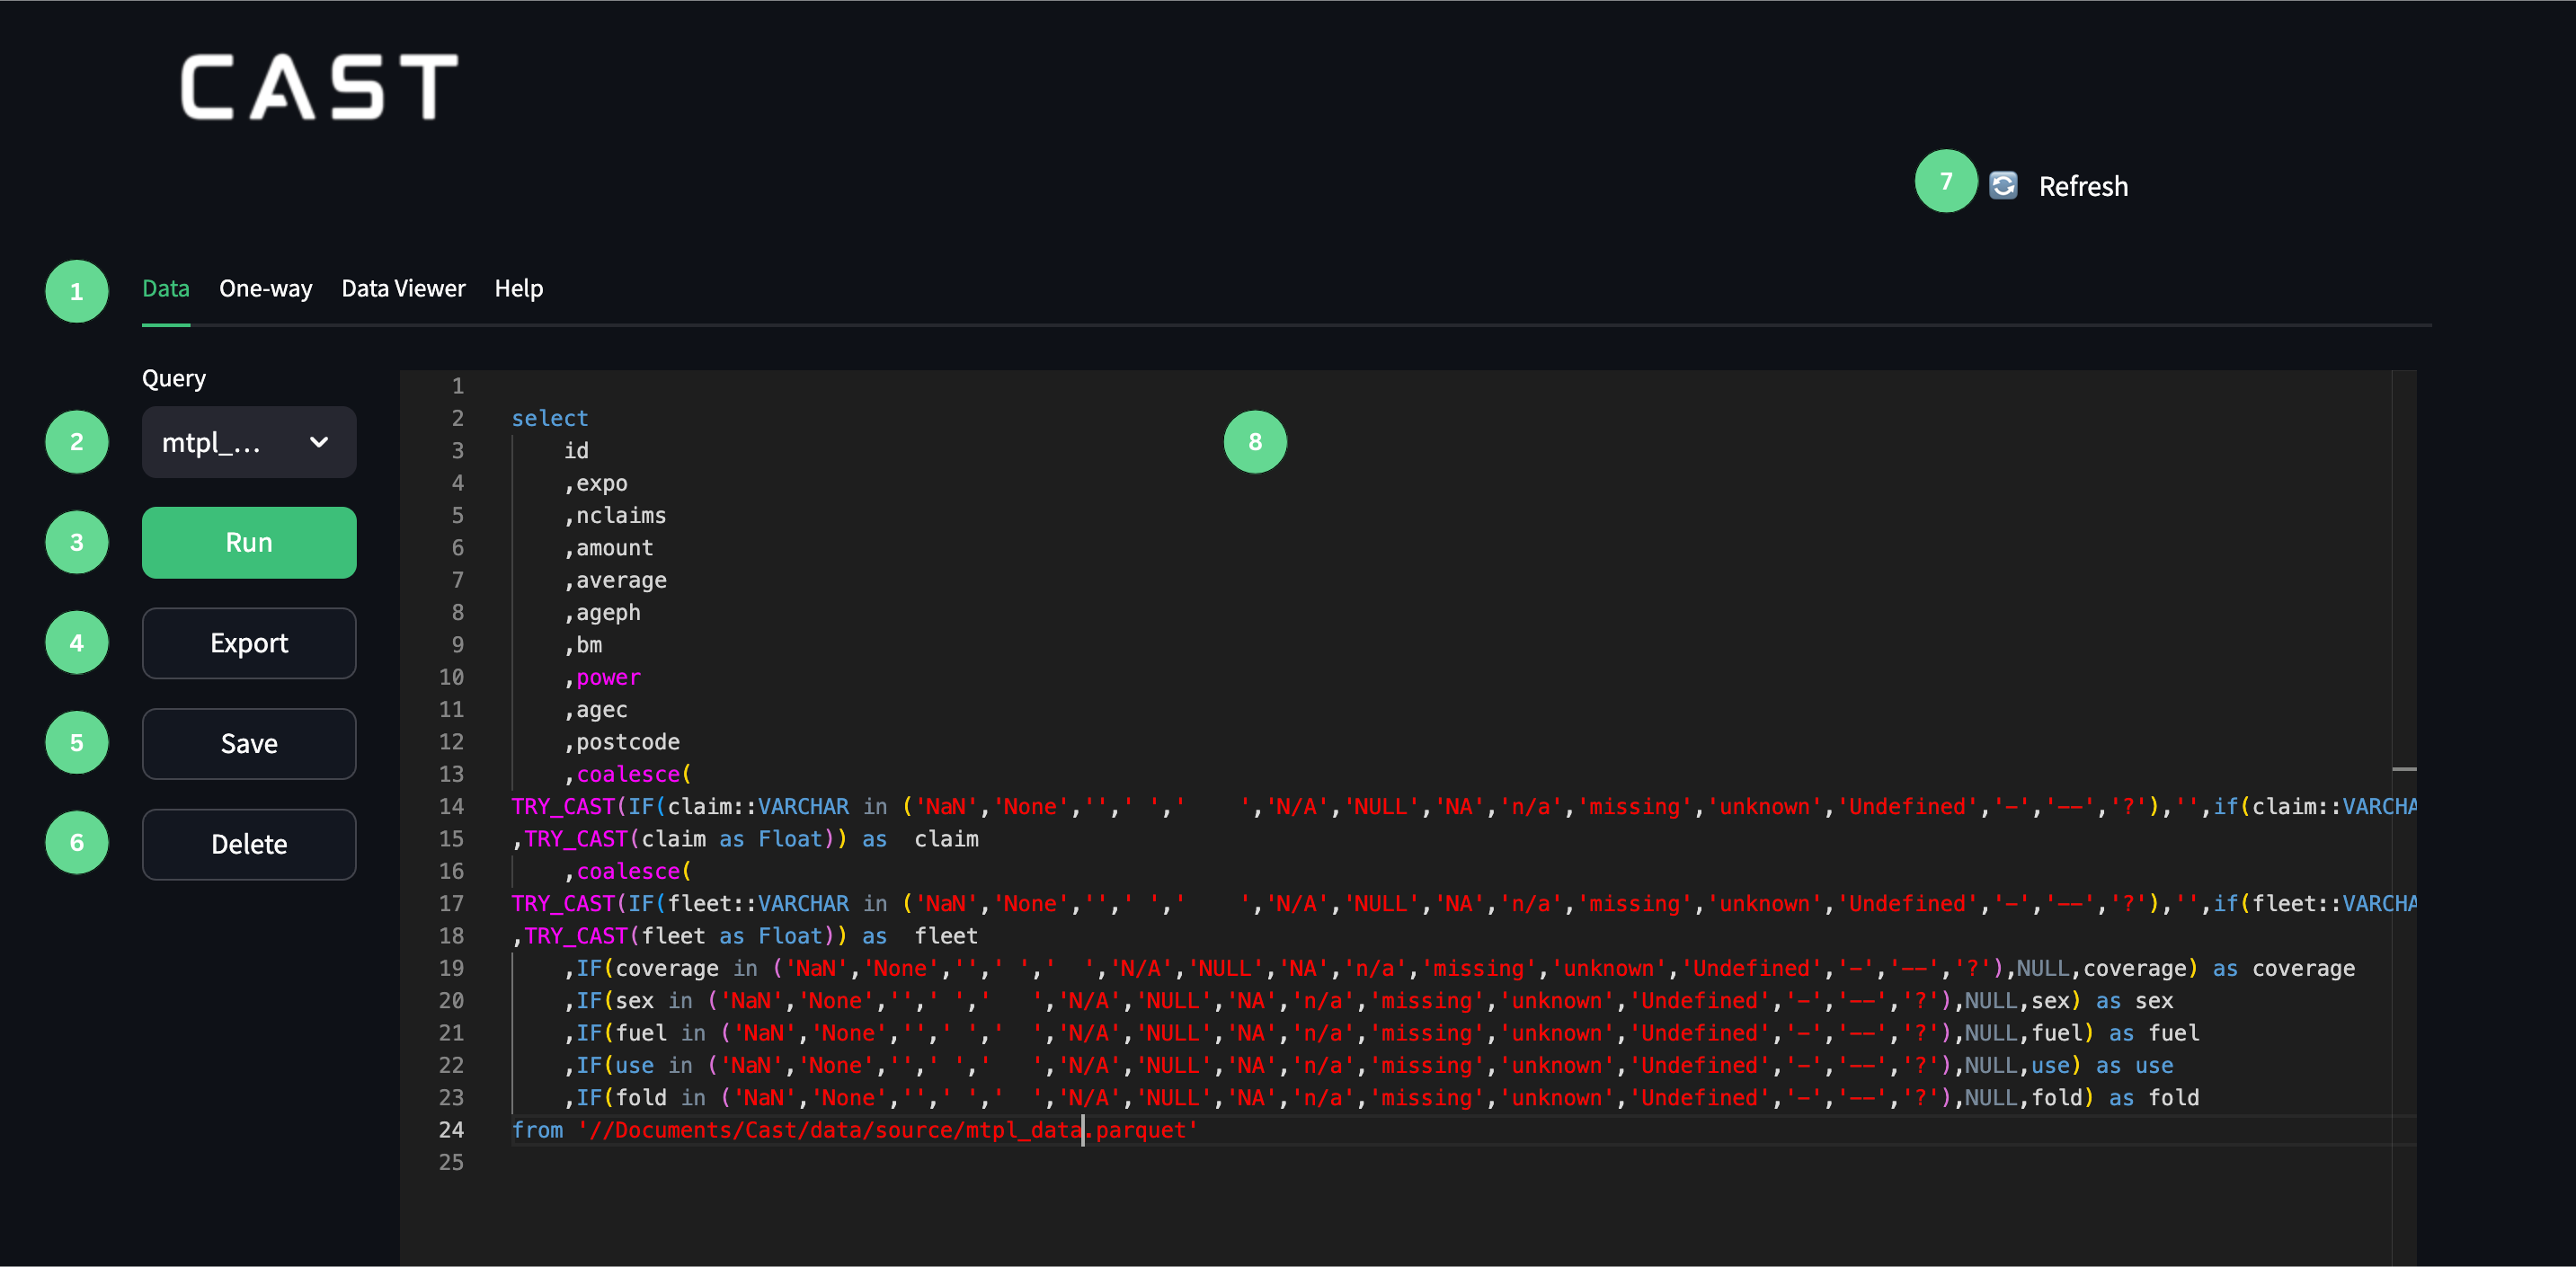 CAST
7 Refresh
1 Data One-way Data Viewer Help
Query
2 mtpl_...
3 Run
4 Export
5 Save
6 Delete
8
1
2 select
3     id
4     ,expo
5     ,nclaims
6     ,amount
7     ,average
8     ,ageph
9     ,bm
10     ,power
11     ,agec
12     ,postcode
13     ,coalesce(
14 TRY_CAST(IF(claim::VARCHAR in ('NaN','None','',' ','    ','N/A','NULL','NA','n/a','missing','unknown','Undefined','-','--','?'),'',if(claim::VARCHA
15 ,TRY_CAST(claim as Float)) as  claim
16     ,coalesce(
17 TRY_CAST(IF(fleet::VARCHAR in ('NaN','None','',' ','    ','N/A','NULL','NA','n/a','missing','unknown','Undefined','-','--','?'),'',if(fleet::VARCHA
18 ,TRY_CAST(fleet as Float)) as  fleet
19     ,IF(coverage in ('NaN','None','',' ','  ','N/A','NULL','NA','n/a','missing','unknown','Undefined','-','--','?'),NULL,coverage) as coverage
20     ,IF(sex in ('NaN','None','',' ','   ','N/A','NULL','NA','n/a','missing','unknown','Undefined','-','--','?'),NULL,sex) as sex
21     ,IF(fuel in ('NaN','None','',' ','  ','N/A','NULL','NA','n/a','missing','unknown','Undefined','-','--','?'),NULL,fuel) as fuel
22     ,IF(use in ('NaN','None','',' ','   ','N/A','NULL','NA','n/a','missing','unknown','Undefined','-','--','?'),NULL,use) as use
23     ,IF(fold in ('NaN','None','',' ','  ','N/A','NULL','NA','n/a','missing','unknown','Undefined','-','--','?'),NULL,fold) as fold
24 from '//Documents/Cast/data/source/mtpl_data.parquet'
25